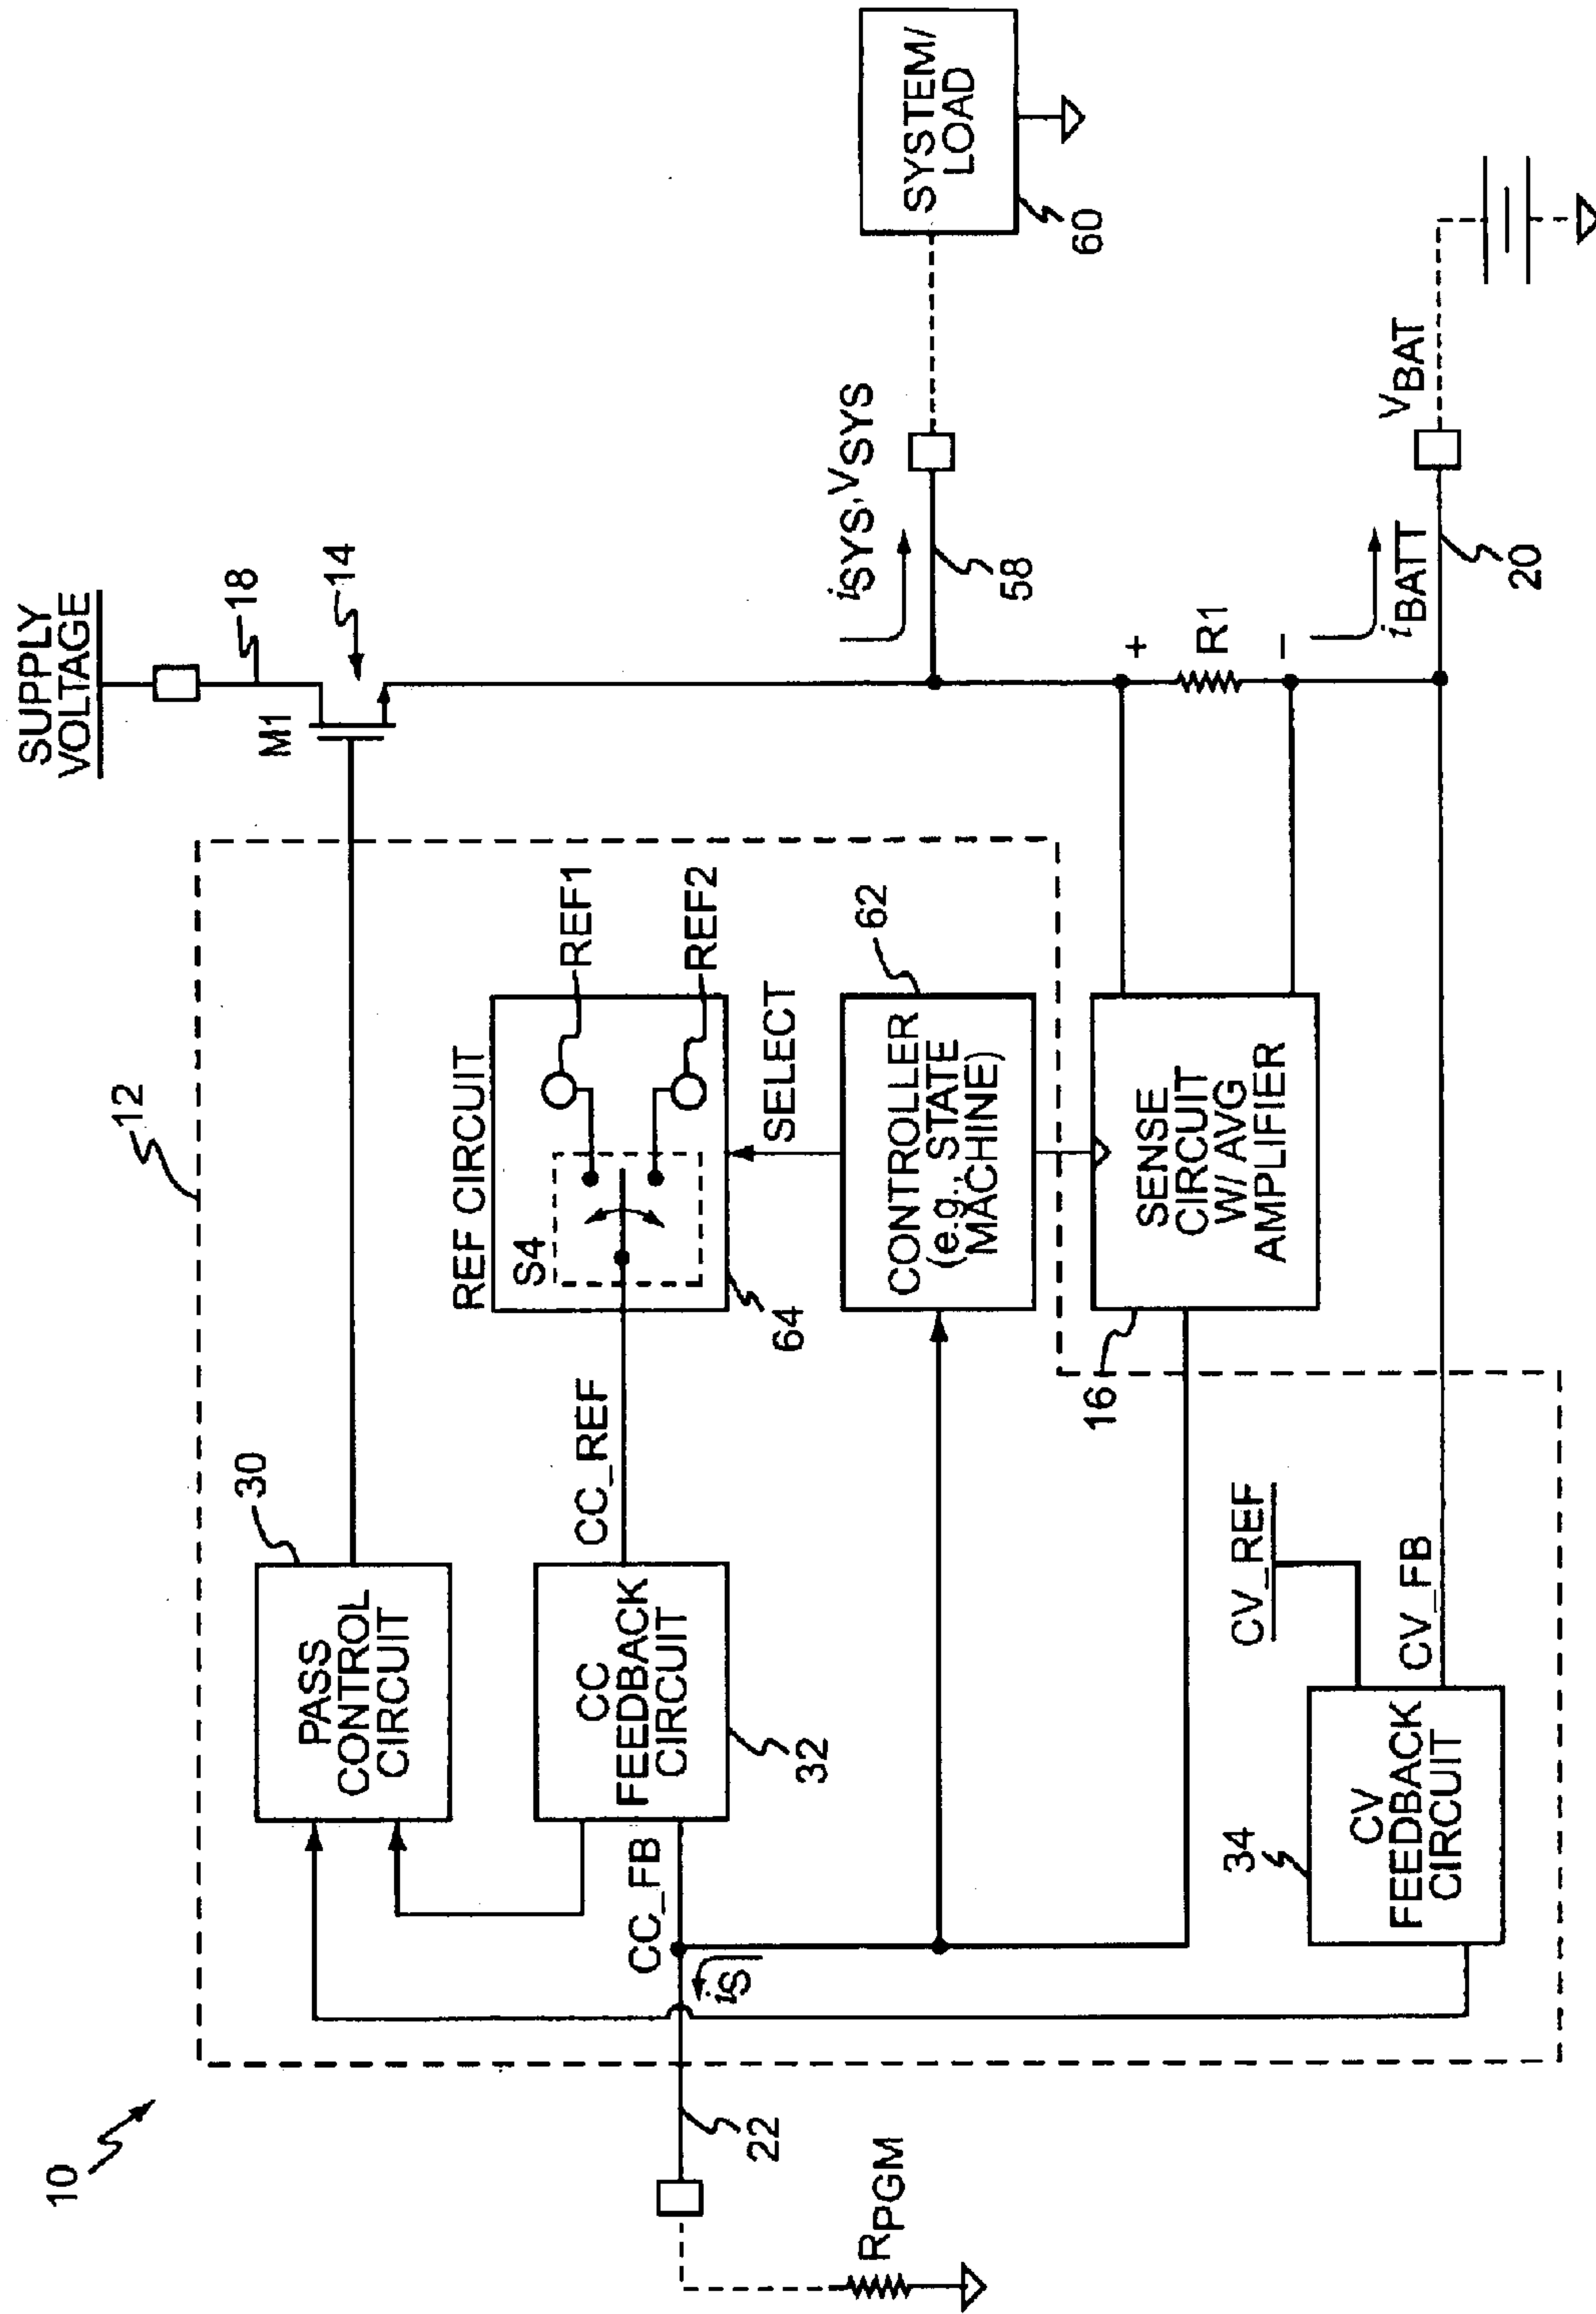 10
12
SUPPLY
VOLTAGE
18
14
M1
30
PASS
CONTROL
CIRCUIT
REF CIRCUIT
S4
REF1
REF2
64
CC_REF
CC
FEEDBACK
CIRCUIT
32
CC_FB
iS
22
RPGM
SELECT
62
CONTROLLER
(e.g., STATE
MACHINE)
iSYS, VSYS
58
SYSTEM/
LOAD
60
16
SENSE
CIRCUIT
W/ AVG
AMPLIFIER
+
R1
−
iBATT
20
VBAT
CV_REF
CV_FB
34
CV
FEEDBACK
CIRCUIT